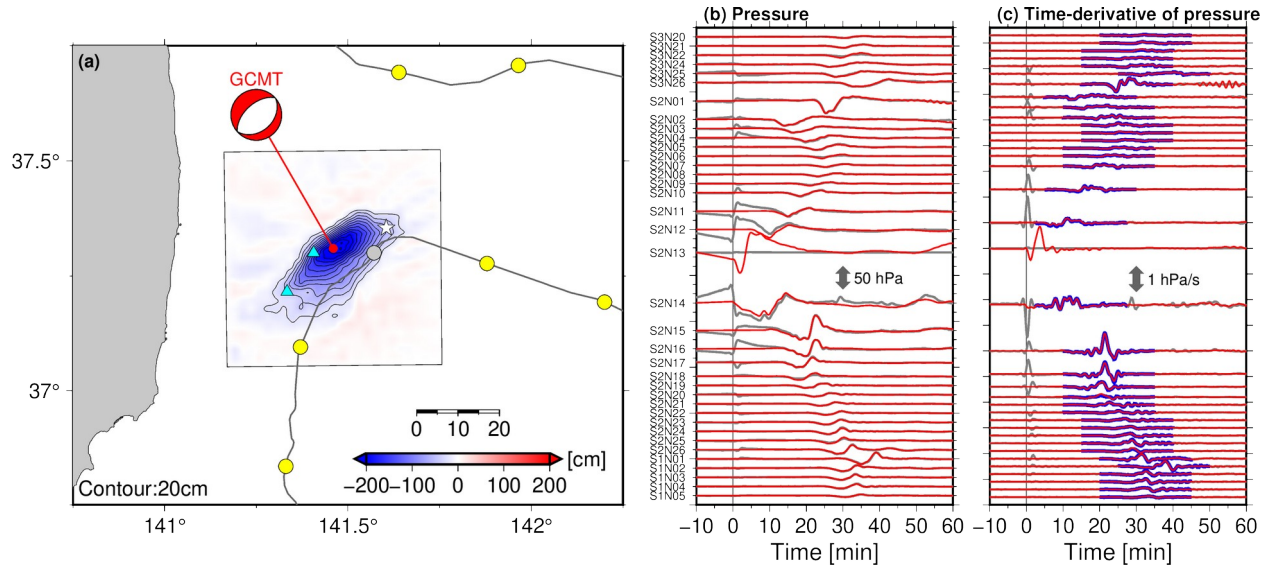 (a)
GCMT
37.5°
37°
0 10 20
[cm]
−200 −100 0 100 200
Contour:20cm
141° 141.5° 142°
(b) Pressure
S3N20
S3N21
S3N22
S3N24
S3N25
S3N26
S2N01
S2N02
S2N03
S2N04
S2N05
S2N06
S2N07
S2N08
S2N09
S2N10
S2N11
S2N12
S2N13
50 hPa
S2N14
S2N15
S2N16
S2N17
S2N18
S2N19
S2N20
S2N21
S2N22
S2N23
S2N24
S2N25
S2N26
S1N01
S1N02
S1N03
S1N04
S1N05
−10 0 10 20 30 40 50 60
Time [min]
(c) Time-derivative of pressure
1 hPa/s
−10 0 10 20 30 40 50 60
Time [min]